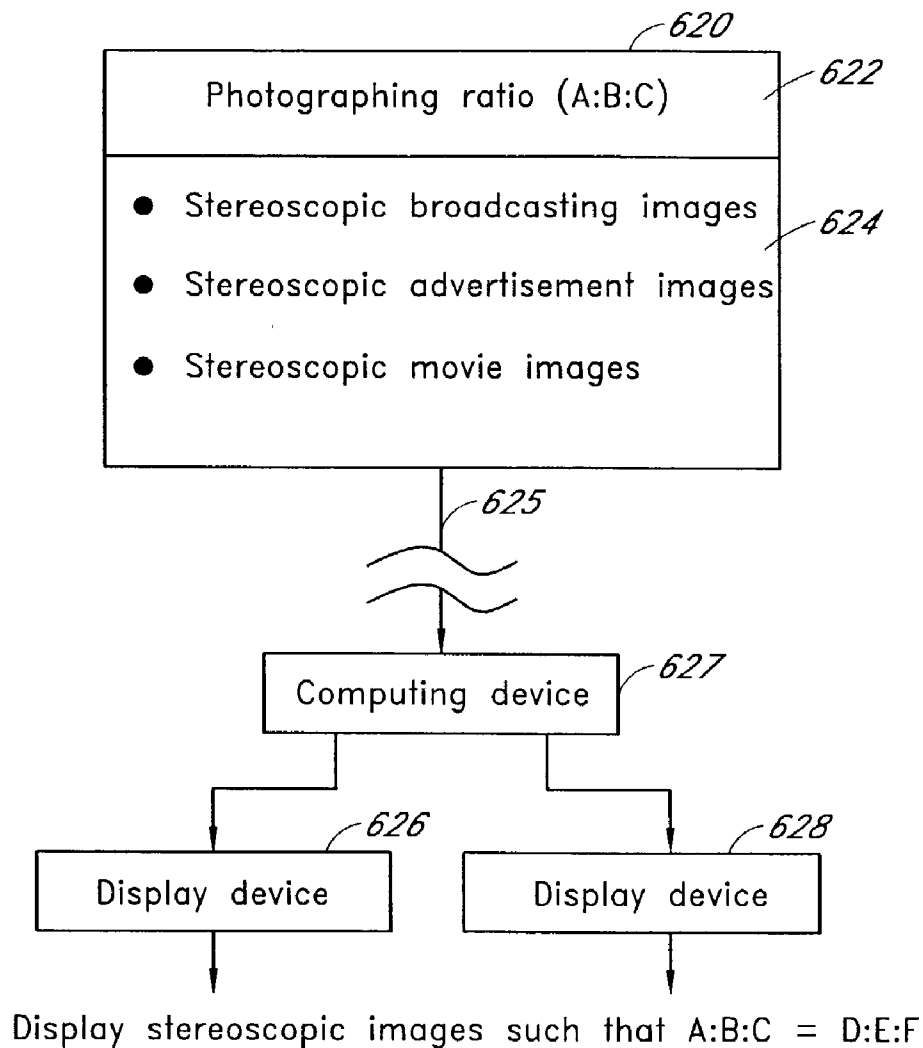 620
622
Photographing ratio (A:B:C)
● Stereoscopic broadcasting images
624
● Stereoscopic advertisement images
● Stereoscopic movie images
625
627
Computing device
626
628
Display device
Display device
Display stereoscopic images such that A:B:C = D:E:F